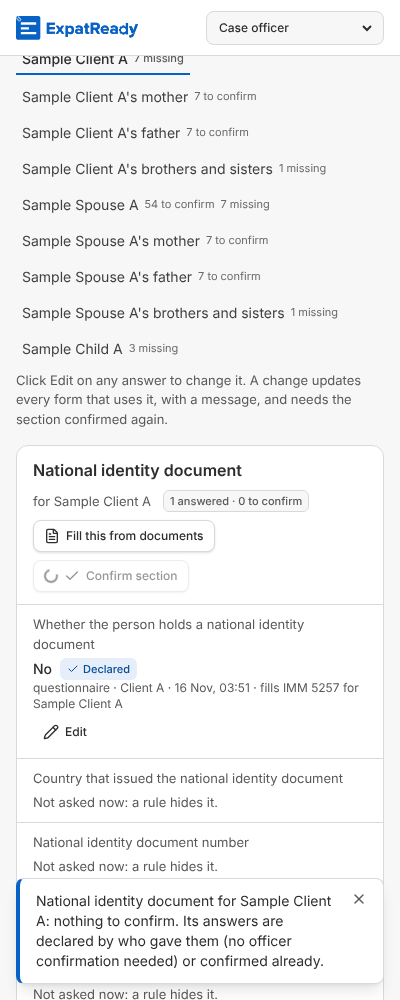 ExpatReady
Case officer
Sample Client A 7 missing
Sample Client A's mother 7 to confirm
Sample Client A's father 7 to confirm
Sample Client A's brothers and sisters 1 missing
Sample Spouse A 54 to confirm 7 missing
Sample Spouse A's mother 7 to confirm
Sample Spouse A's father 7 to confirm
Sample Spouse A's brothers and sisters 1 missing
Sample Child A 3 missing
Click Edit on any answer to change it. A change updates
every form that uses it, with a message, and needs the
section confirmed again.
National identity document
for Sample Client A 1 answered · 0 to confirm
Fill this from documents
Confirm section
Whether the person holds a national identity
document
No Declared
questionnaire · Client A · 16 Nov, 03:51 · fills IMM 5257 for
Sample Client A
Edit
Country that issued the national identity document
Not asked now: a rule hides it.
National identity document number
Not asked now: a rule hides it.
National identity document for Sample Client
A: nothing to confirm. Its answers are
declared by who gave them (no officer
confirmation needed) or confirmed already.
Not asked now: a rule hides it.